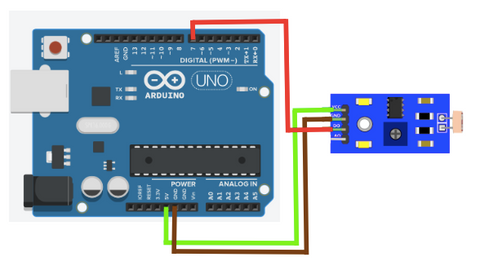 AREF
GND
13
12
~11
~10
~9
8
7
~6
~5
4
~3
2
TX→1
RX←0
DIGITAL (PWM ~)
L
TX
RX
UNO
ARDUINO
ON
POWER
ANALOG IN
IOREF
RESET
3.3V
5V
GND
GND
Vin
A0
A1
A2
A3
A4
A5
VCC
GND
DO